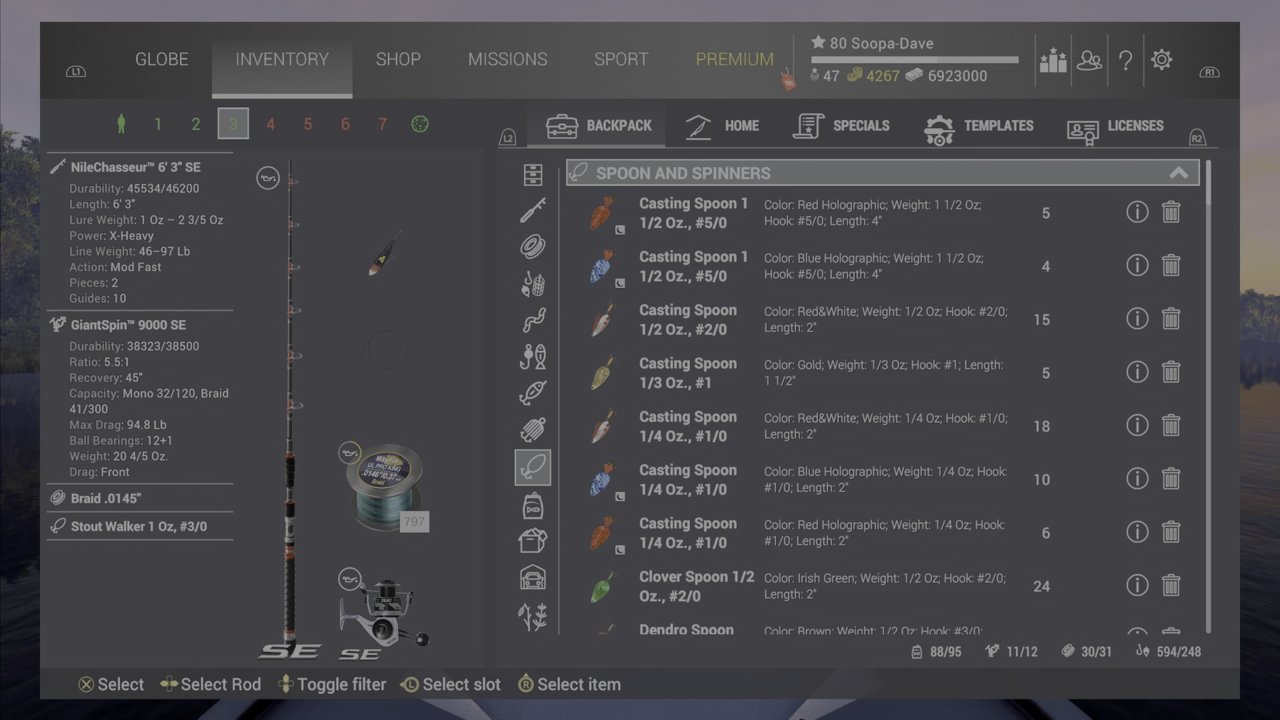 L1
GLOBE
INVENTORY
SHOP
MISSIONS
SPORT
PREMIUM
80 Soopa-Dave
47 4267 6923000
R1
1 2 3 4 5 6 7
L2
BACKPACK
HOME
SPECIALS
TEMPLATES
LICENSES
R2
NileChasseur™ 6' 3" SE
Durability: 45534/46200
Length: 6' 3"
Lure Weight: 1 Oz – 2 3/5 Oz
Power: X-Heavy
Line Weight: 46–97 Lb
Action: Mod Fast
Pieces: 2
Guides: 10
GiantSpin™ 9000 SE
Durability: 38323/38500
Ratio: 5.5:1
Recovery: 45"
Capacity: Mono 32/120, Braid
41/300
Max Drag: 94.8 Lb
Ball Bearings: 12+1
Weight: 20 4/5 Oz.
Drag: Front
Braid .0145"
Stout Walker 1 Oz, #3/0
797
SE
SE
SPOON AND SPINNERS
Casting Spoon 1
1/2 Oz., #5/0
Color: Red Holographic; Weight: 1 1/2 Oz;
Hook: #5/0; Length: 4"
5
Casting Spoon 1
1/2 Oz., #5/0
Color: Blue Holographic; Weight: 1 1/2 Oz;
Hook: #5/0; Length: 4"
4
Casting Spoon
1/2 Oz., #2/0
Color: Red&White; Weight: 1/2 Oz; Hook: #2/0;
Length: 2"
15
Casting Spoon
1/3 Oz., #1
Color: Gold; Weight: 1/3 Oz; Hook: #1; Length:
1 1/2"
5
Casting Spoon
1/4 Oz., #1/0
Color: Red&White; Weight: 1/4 Oz; Hook: #1/0;
Length: 2"
18
Casting Spoon
1/4 Oz., #1/0
Color: Blue Holographic; Weight: 1/4 Oz; Hook:
#1/0; Length: 2"
10
Casting Spoon
1/4 Oz., #1/0
Color: Red Holographic; Weight: 1/4 Oz; Hook:
#1/0; Length: 2"
6
Clover Spoon 1/2
Oz., #2/0
Color: Irish Green; Weight: 1/2 Oz; Hook: #2/0;
Length: 2"
24
Dendro Spoon
Color: Brown; Weight: 1/2 Oz; Hook: #3/0;
88/95
11/12
30/31
594/248
Select
Select Rod
Toggle filter
L Select slot
R Select item